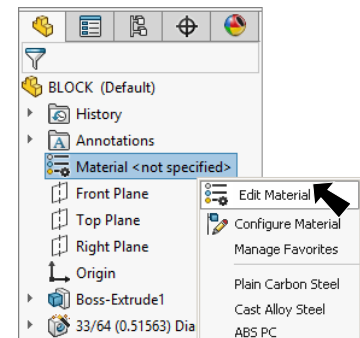 BLOCK (Default)
History
Annotations
Material <not specified>
Front Plane
Edit Material
Top Plane
Configure Material
Right Plane
Manage Favorites
Origin
Plain Carbon Steel
Boss-Extrude1
Cast Alloy Steel
33/64 (0.51563) Dia
ABS PC